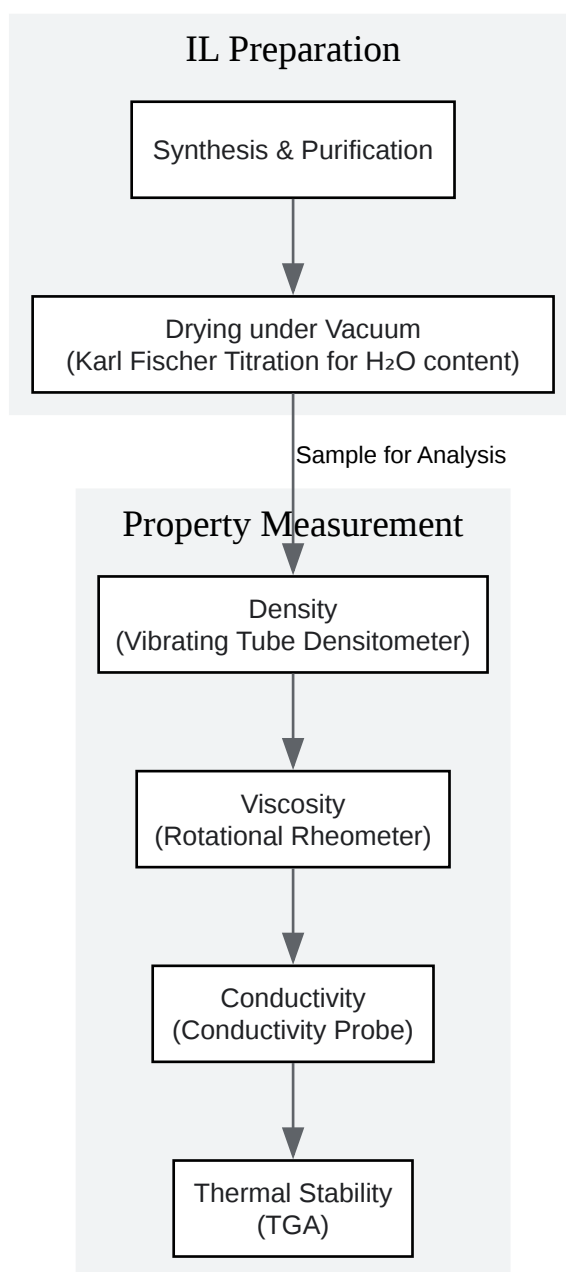 IL Preparation
Synthesis & Purification
Drying under Vacuum
(Karl Fischer Titration for H₂O content)
Sample for Analysis
Property Measurement
Density
(Vibrating Tube Densitometer)
Viscosity
(Rotational Rheometer)
Conductivity
(Conductivity Probe)
Thermal Stability
(TGA)